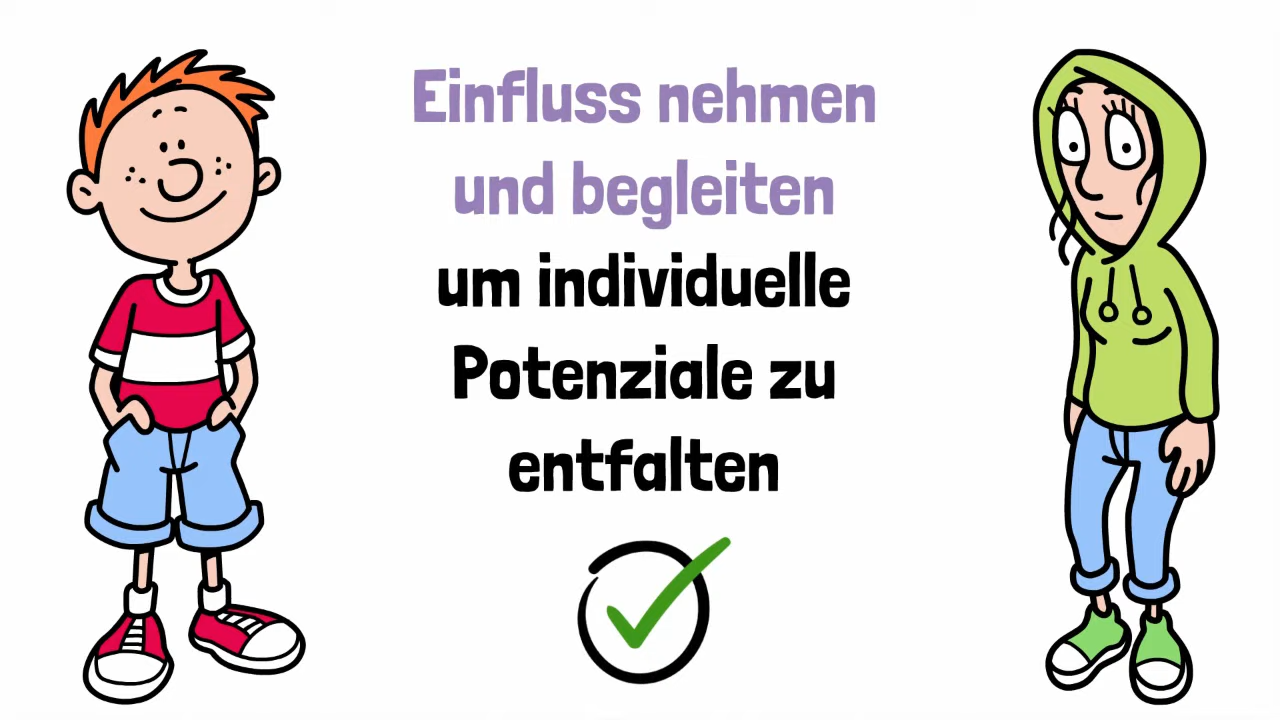 Einfluss nehmen
und begleiten
um individuelle
Potenziale zu
entfalten